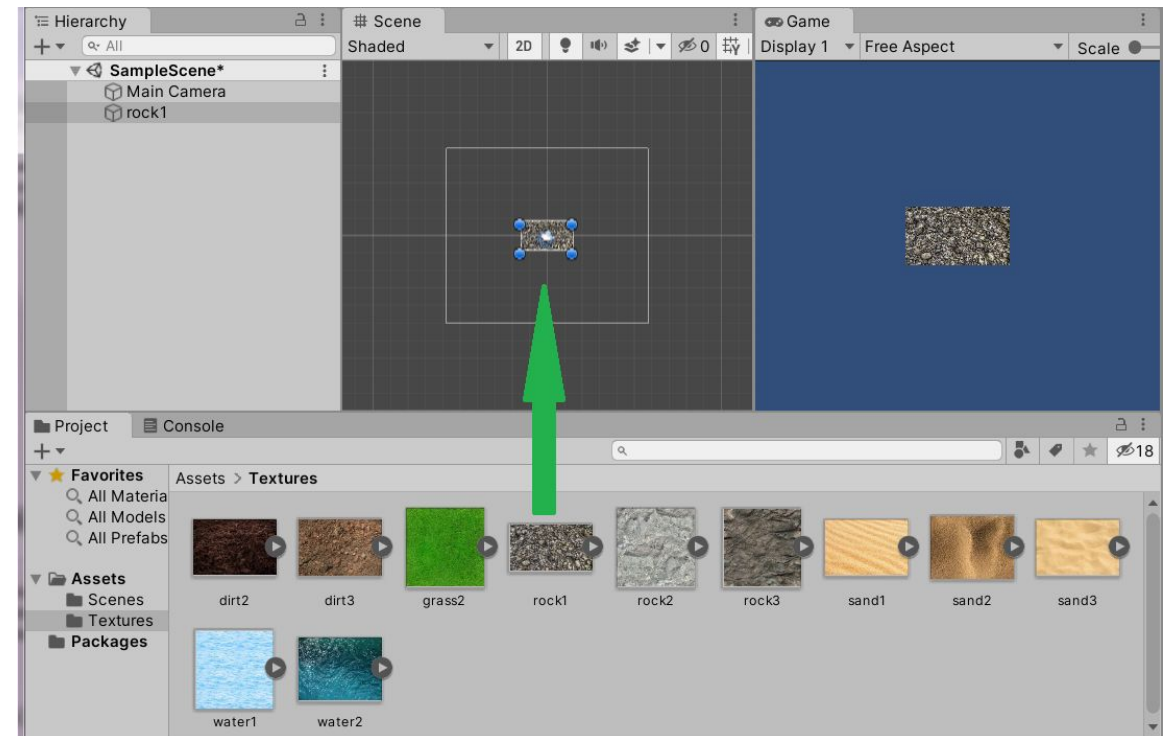 Hierarchy
All
SampleScene*
Main Camera
rock1
Scene
Shaded
2D
0
Game
Display 1
Free Aspect
Scale
Project
Console
18
Favorites
All Materia
All Models
All Prefabs
Assets
Scenes
Textures
Packages
Assets > Textures
dirt2 dirt3 grass2 rock1 rock2 rock3 sand1 sand2 sand3
water1 water2